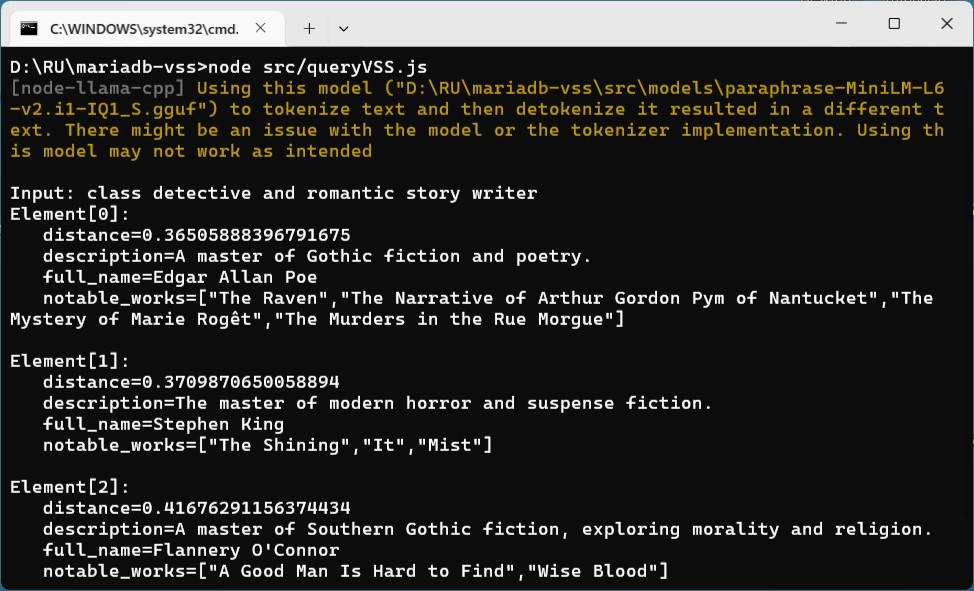 C:\WINDOWS\system32\cmd.
D:\RU\mariadb-vss>node src/queryVSS.js
[node-llama-cpp] Using this model ("D:\RU\mariadb-vss\src\models\paraphrase-MiniLM-L6
-v2.i1-IQ1_S.gguf") to tokenize text and then detokenize it resulted in a different t
ext. There might be an issue with the model or the tokenizer implementation. Using th
is model may not work as intended
Input: class detective and romantic story writer
Element[0]:
distance=0.36505888396791675
description=A master of Gothic fiction and poetry.
full_name=Edgar Allan Poe
notable_works=["The Raven","The Narrative of Arthur Gordon Pym of Nantucket","The
Mystery of Marie Rogêt","The Murders in the Rue Morgue"]
Element[1]:
distance=0.3709870650058894
description=The master of modern horror and suspense fiction.
full_name=Stephen King
notable_works=["The Shining","It","Mist"]
Element[2]:
distance=0.41676291156374434
description=A master of Southern Gothic fiction, exploring morality and religion.
full_name=Flannery O'Connor
notable_works=["A Good Man Is Hard to Find","Wise Blood"]